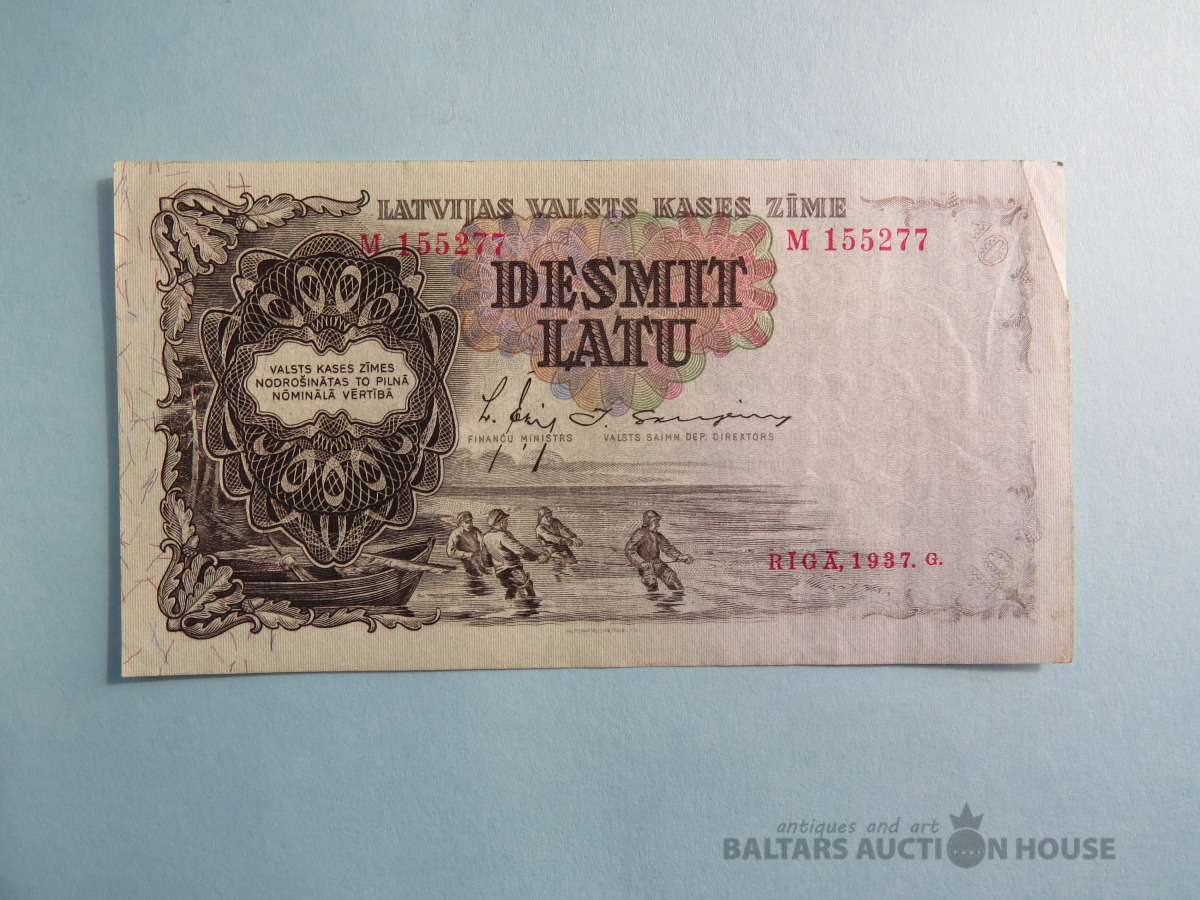 LATVIJAS VALSTS KASES ZĪME
M 155277
M 155277
DESMIT
LATU
VALSTS KASES ZĪMES
NODROŠINĀTAS TO PILNĀ
NŌMINĀLĀ VĒRTĪBĀ
FINANČU MINISTRS VALSTS SAIMN. DEP. DIREKTORS
RĪGĀ, 1937. G.
antiques and art
BALTARS AUCTION HOUSE